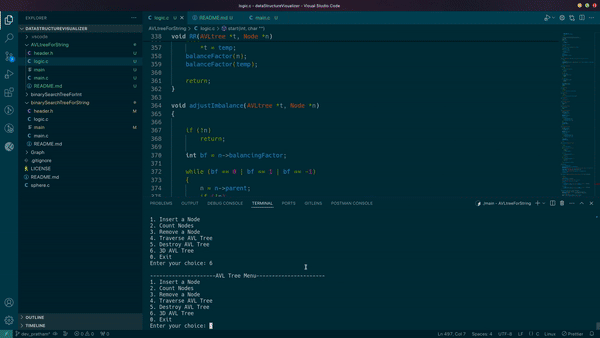 logic.c - dataStructureVisualizer - Visual Studio Code
EXPLORER
DATASTRUCTUREVISUALIZER
.vscode
AVLtreeForString
header.h U
logic.c U
main U
main.c U
README.md U
binarySearchTreeForInt
binarySearchTreeForString
header.h M
logic.c
main M
main.c
README.md
Graph
.gitignore
LICENSE
README.md
sphere.c
OUTLINE
TIMELINE
logic.c U
README.md U
main.c U
AVLtreeForString > logic.c > start(int, char **)
338 void RR(AVLtree *t, Node *n)
357 *t = temp;
358 balanceFactor(n);
359 balanceFactor(temp);
360
361 return;
362 }
363
364 void adjustImbalance(AVLtree *t, Node *n)
365 {
366
367 if (!n)
368 return;
369
370 int bf = n->balancingFactor;
371
372 while (bf == 0 | bf == 1 | bf == -1)
373 {
374 n = n->parent;
PROBLEMS OUTPUT DEBUG CONSOLE TERMINAL PORTS GITLENS POSTMAN CONSOLE
./main - AVLtreeForString
1. Insert a Node
2. Count Nodes
3. Remove a Node
4. Traverse AVL Tree
5. Destroy AVL Tree
6. 3D AVL Tree
0. Exit
Enter your choice: 6
---------------------AVL Tree Menu----------------------
1. Insert a Node
2. Count Nodes
3. Remove a Node
4. Traverse AVL Tree
5. Destroy AVL Tree
6. 3D AVL Tree
0. Exit
Enter your choice:
dev_pratham* 0 0 0 Ln 497, Col 7 Spaces: 4 UTF-8 LF {} C Linux Prettier